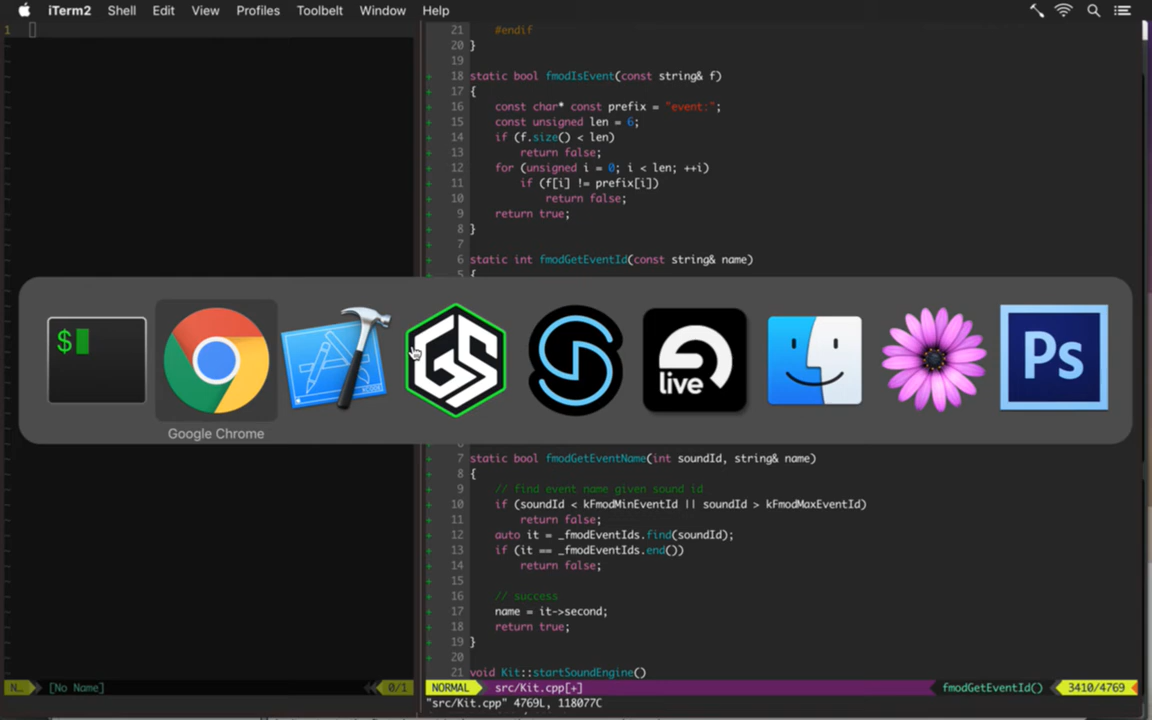 iTerm2 Shell Edit View Profiles Toolbelt Window Help
1
21 #endif
20 }
19
18 static bool fmodIsEvent(const string& f)
17 {
16 const char* const prefix = "event:";
15 const unsigned len = 6;
14 if (f.size() < len)
13 return false;
12 for (unsigned i = 0; i < len; ++i)
11 if (f[i] != prefix[i])
10 return false;
9 return true;
8 }
7
6 static int fmodGetEventId(const string& name)
5 {
$
GS
live
Ps
Google Chrome
7 static bool fmodGetEventName(int soundId, string& name)
8 {
9 // find event name given sound id
10 if (soundId < kFmodMinEventId || soundId > kFmodMaxEventId)
11 return false;
12 auto it = _fmodEventIds.find(soundId);
13 if (it == _fmodEventIds.end())
14 return false;
15
16 // success
17 name = it->second;
18 return true;
19 }
20
21 void Kit::startSoundEngine()
N… [No Name] 0/1 NORMAL src/Kit.cpp[+] fmodGetEventId() 3410/4769
"src/Kit.cpp" 4769L, 118077C